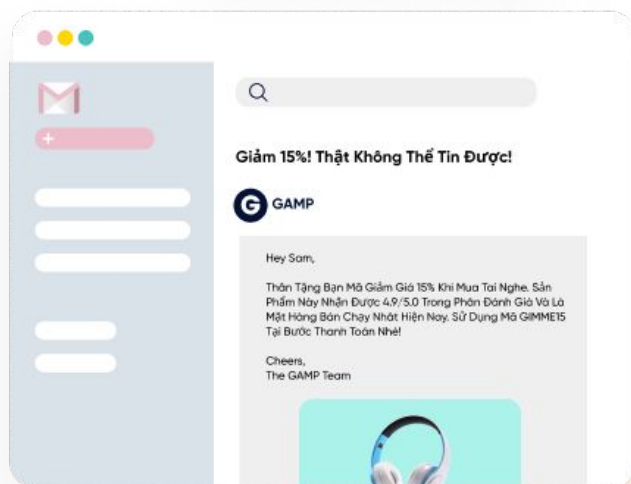 Giảm 15%! Thật Không Thể Tin Được!
G GAMP
Hey Sam,
Thân Tặng Bạn Mã Giảm Giá 15% Khi Mua Tai Nghe. Sản
Phẩm Này Nhận Được 4.9/5.0 Trong Phần Đánh Giá Và Là
Mặt Hàng Bán Chạy Nhất Hiện Nay. Sử Dụng Mã GIMME15
Tại Bước Thanh Toán Nhé!
Cheers,
The GAMP Team